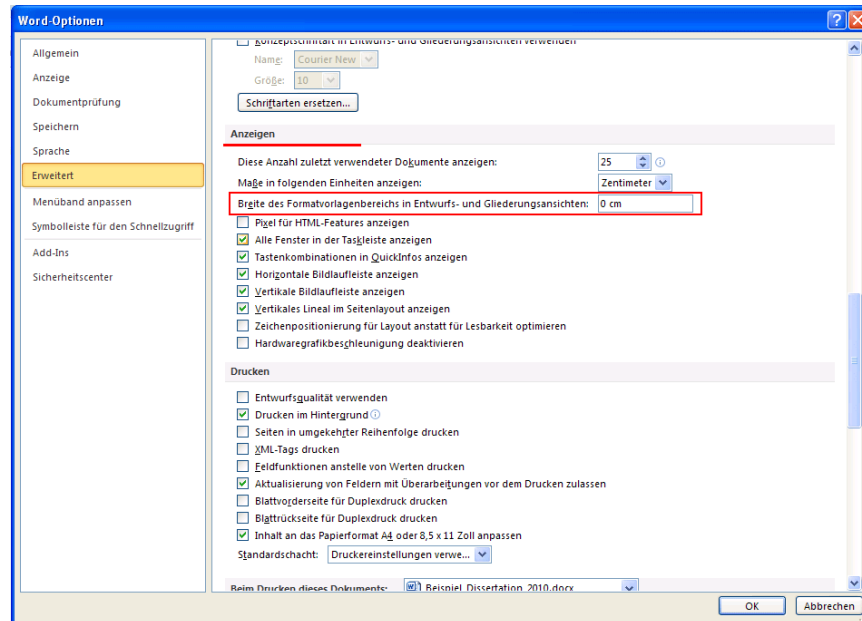 Word-Optionen
Allgemein
Anzeige
Dokumentprüfung
Speichern
Sprache
Erweitert
Menüband anpassen
Symbolleiste für den Schnellzugriff
Add-Ins
Sicherheitscenter
Konzeptschriftart in Entwurfs- und Gliederungsansichten verwenden
Name: Courier New
Größe: 10
Schriftarten ersetzen...
Anzeigen
Diese Anzahl zuletzt verwendeter Dokumente anzeigen: 25
Maße in folgenden Einheiten anzeigen: Zentimeter
Breite des Formatvorlagenbereichs in Entwurfs- und Gliederungsansichten: 0 cm
Pixel für HTML-Features anzeigen
Alle Fenster in der Taskleiste anzeigen
Tastenkombinationen in QuickInfos anzeigen
Horizontale Bildlaufleiste anzeigen
Vertikale Bildlaufleiste anzeigen
Vertikales Lineal im Seitenlayout anzeigen
Zeichenpositionierung für Layout anstatt für Lesbarkeit optimieren
Hardwaregrafikbeschleunigung deaktivieren
Drucken
Entwurfsqualität verwenden
Drucken im Hintergrund
Seiten in umgekehrter Reihenfolge drucken
XML-Tags drucken
Feldfunktionen anstelle von Werten drucken
Aktualisierung von Feldern mit Überarbeitungen vor dem Drucken zulassen
Blattvorderseite für Duplexdruck drucken
Blattrückseite für Duplexdruck drucken
Inhalt an das Papierformat A4 oder 8,5 x 11 Zoll anpassen
Standardschacht: Druckereinstellungen verwe...
Beim Drucken dieses Dokuments: Beispiel_Dissertation_2010.docx
OK Abbrechen